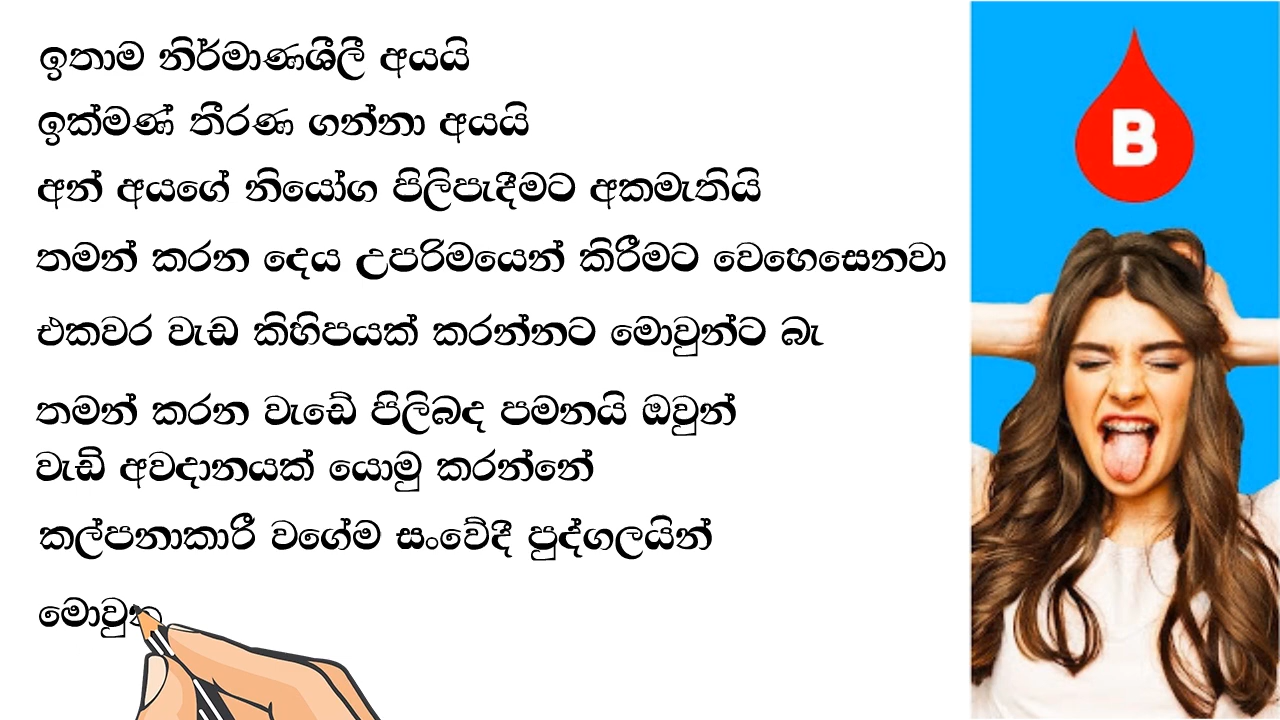 ඉතාම නිර්මාණශීලී අයයි
ඉක්මණ් තීරණ ගන්නා අයයි
අන් අයගේ නියෝග පිලිපැදීමට අකමැතියි
තමන් කරන දෙය උපරිමයෙන් කිරීමට වෙහෙසෙනවා
එකවර වැඩ කිහිපයක් කරන්නට මොවුන්ට බැ
තමන් කරන වැඩේ පිලිබද පමනයි ඔවුන්
වැඩි අවදානයක් යොමු කරන්නේ
කල්පනාකාරී වගේම සංවේදී පුද්ගලයින්
B